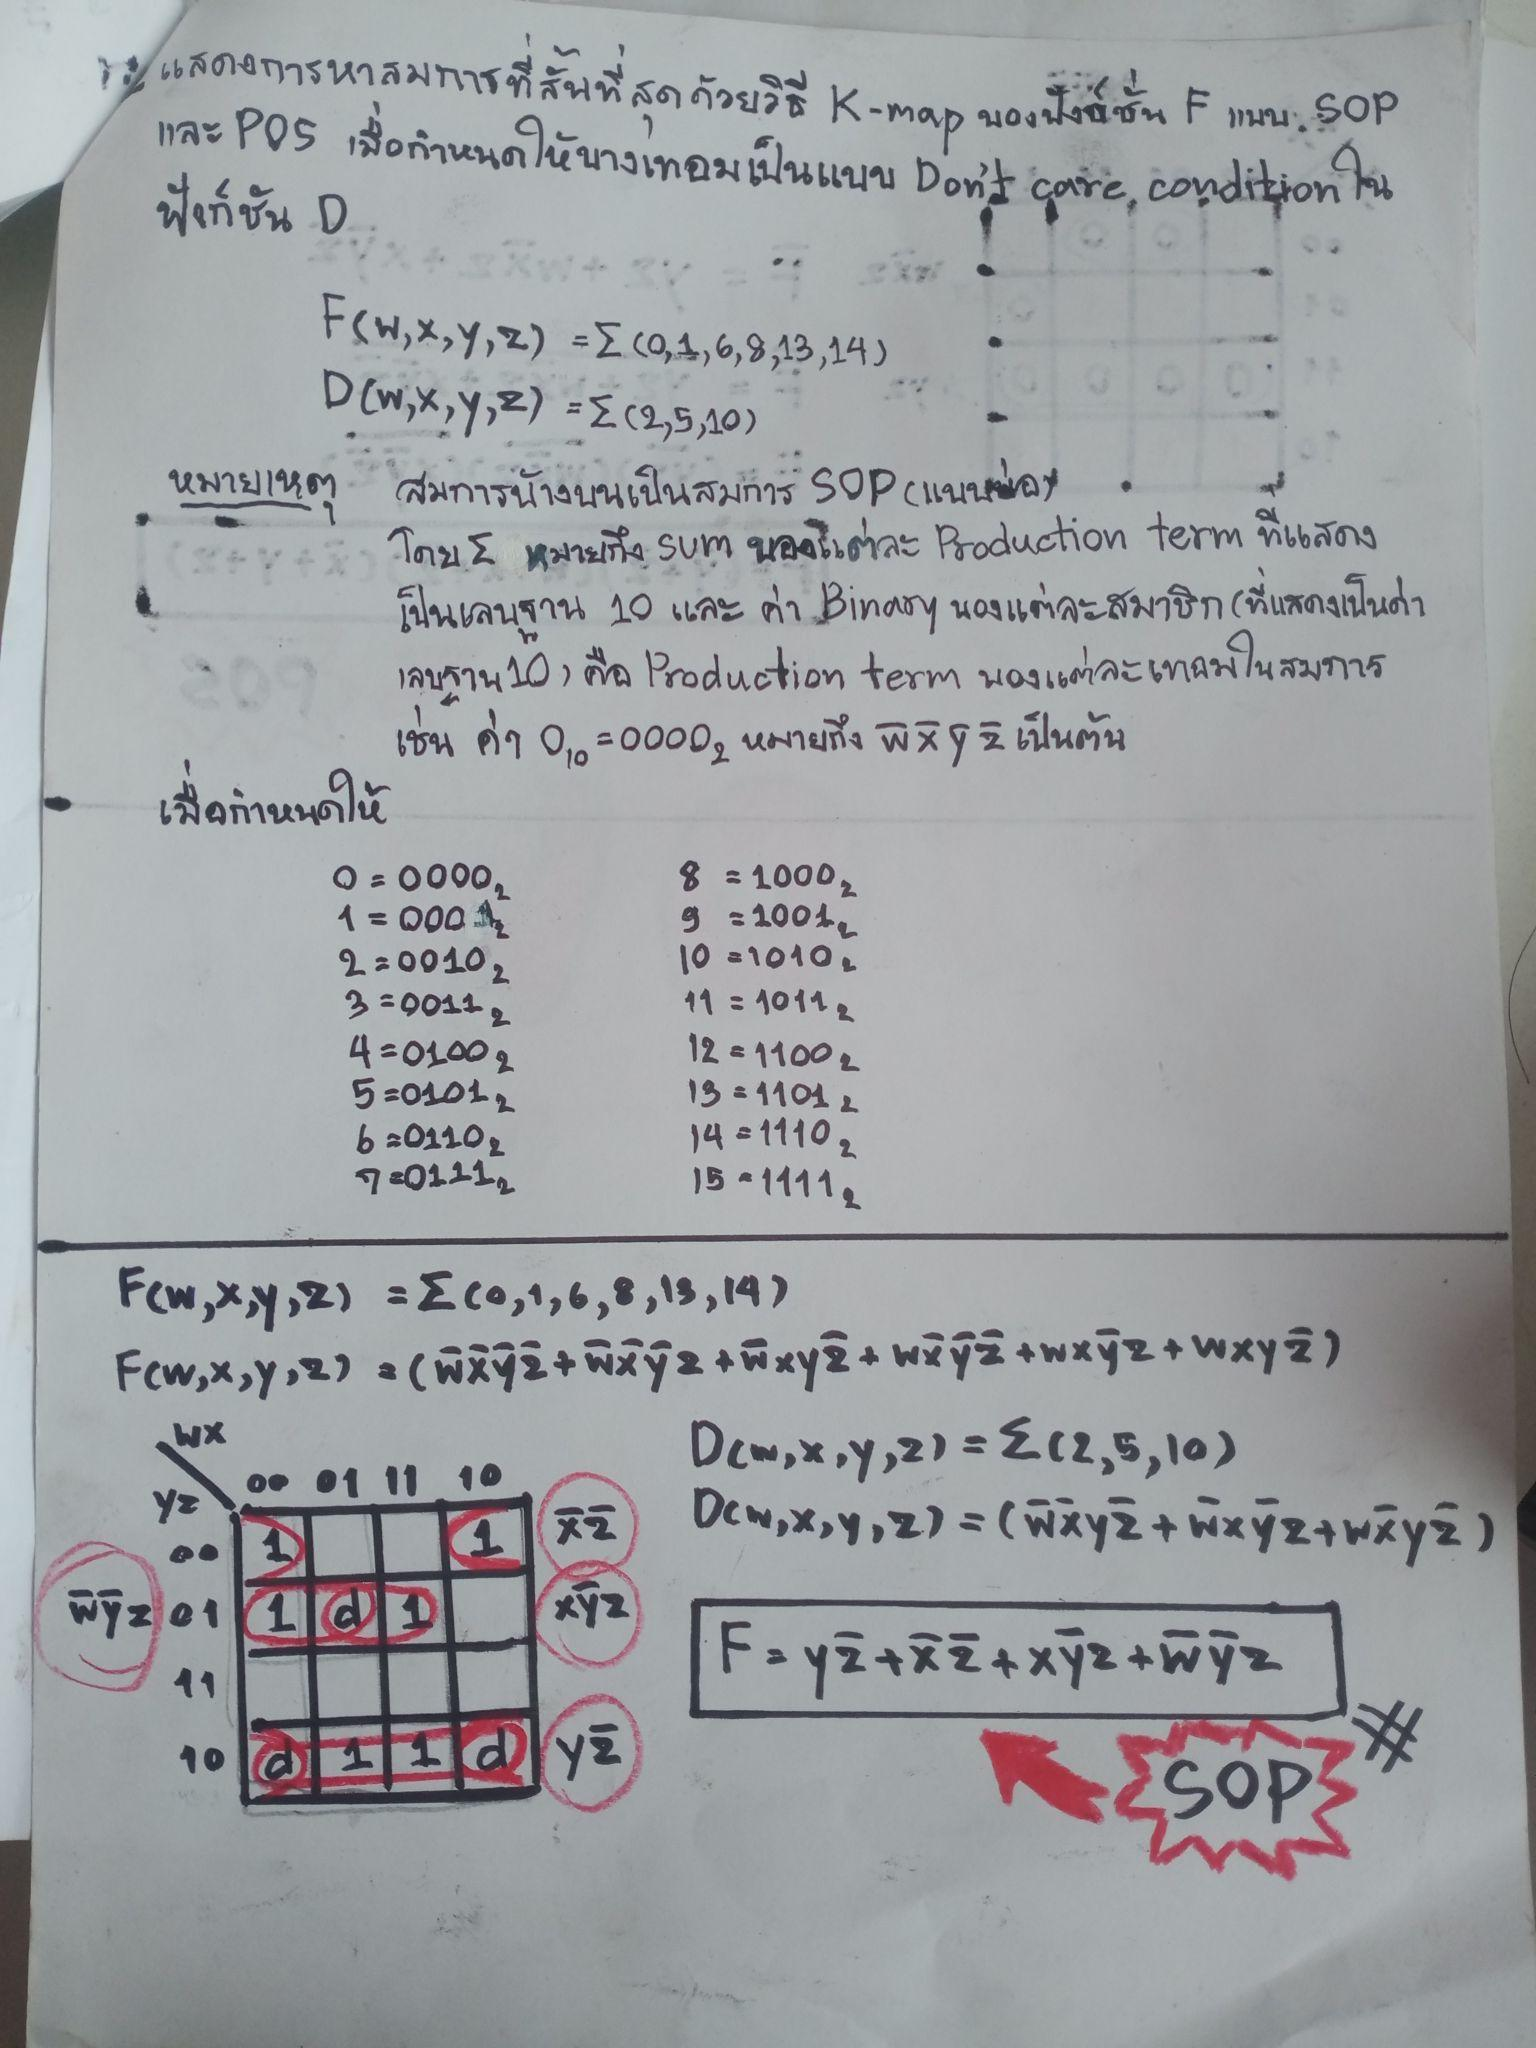 แสดงการหาสมการที่สั้นที่สุดด้วยวิธี K-map ของฟังก์ชั่น F แบบ SOP
และ POS เมื่อกำหนดให้บางเทอมเป็นแบบ Don't care condition ใน
ฟังก์ชัน D
F(w,x,y,z) = Σ(0,1,6,8,13,14)
D(w,x,y,z) = Σ(2,5,10)
หมายเหตุ สมการข้างบนเป็นสมการ SOP (แบบย่อ)
โดย Σ หมายถึง sum ของแต่ละ Production term ที่แสดง
เป็นเลขฐาน 10 และ ค่า Binary ของแต่ละสมาชิก (ที่แสดงเป็นค่า
เลขฐาน 10) คือ Production term ของแต่ละเทอมในสมการ
เช่น ค่า 0₁₀ = 0000₂ หมายถึง w̅ x̅ y̅ z̅ เป็นต้น
เมื่อกำหนดให้
0 = 0000₂ 8 = 1000₂
1 = 0001₂ 9 = 1001₂
2 = 0010₂ 10 = 1010₂
3 = 0011₂ 11 = 1011₂
4 = 0100₂ 12 = 1100₂
5 = 0101₂ 13 = 1101₂
6 = 0110₂ 14 = 1110₂
7 = 0111₂ 15 = 1111₂
F(w,x,y,z) = Σ(0,1,6,8,13,14)
F(w,x,y,z) = (w̅x̅y̅z̅ + w̅x̅y̅z + w̅xyz̅ + wx̅y̅z̅ + wxy̅z + wxyz̅)
wx
yz 00 01 11 10
00 1 1 x̅z̅
w̅y̅z 01 1 d 1 xy̅z
11
10 d 1 1 d yz̅
D(w,x,y,z) = Σ(2,5,10)
D(w,x,y,z) = (w̅x̅yz̅ + w̅xy̅z + wx̅yz̅)
F = yz̅ + x̅z̅ + xy̅z + w̅y̅z
SOP #